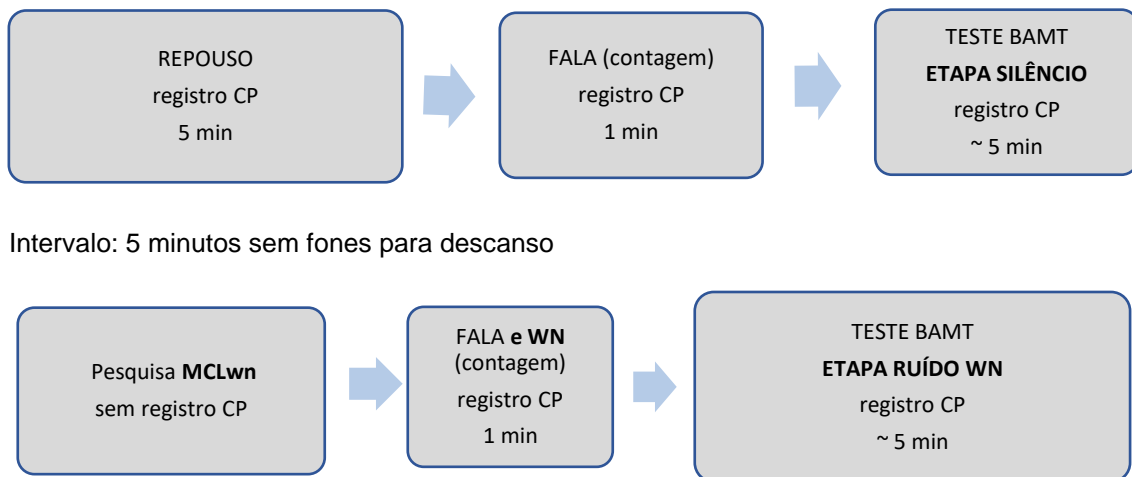 REPOUSO
registro CP
5 min
FALA (contagem)
registro CP
1 min
TESTE BAMT
ETAPA SILÊNCIO
registro CP
~ 5 min
Intervalo: 5 minutos sem fones para descanso
Pesquisa MCLwn
sem registro CP
FALA e WN
(contagem)
registro CP
1 min
TESTE BAMT
ETAPA RUÍDO WN
registro CP
~ 5 min